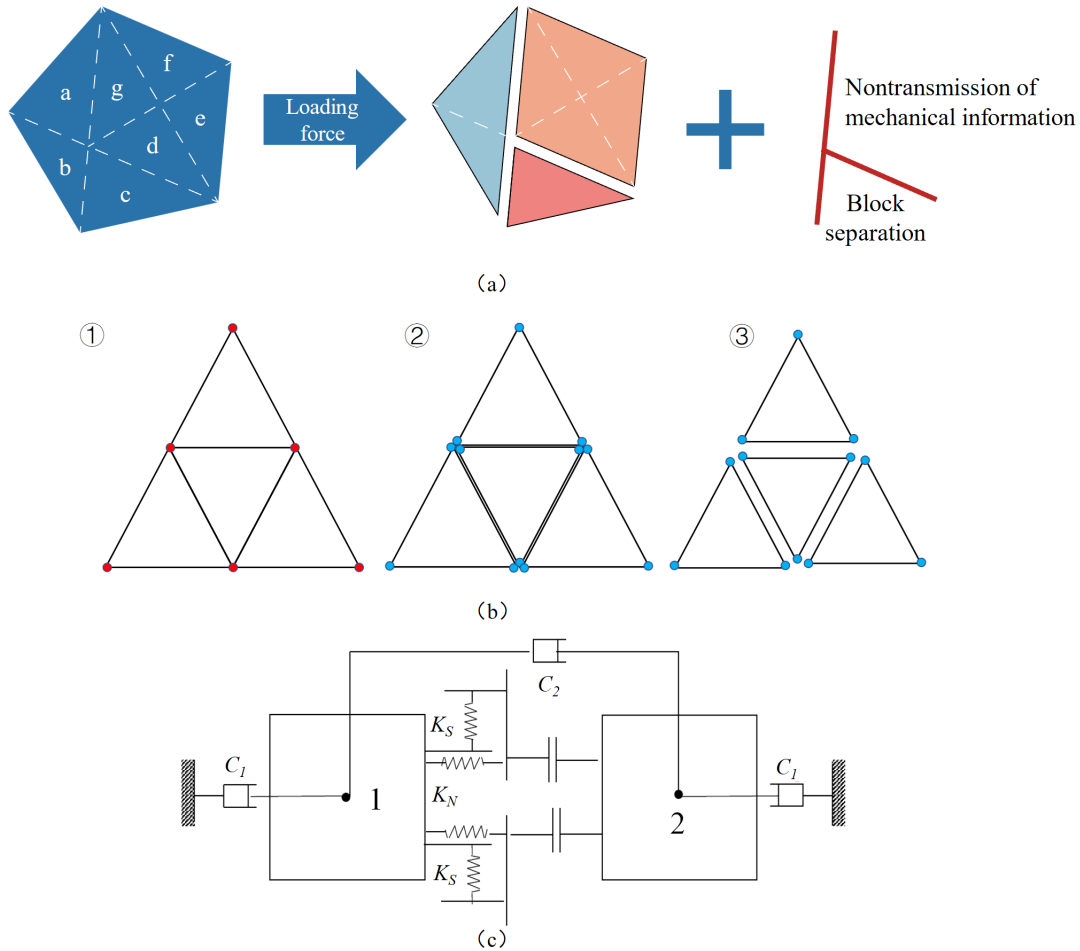 f
a
g
e
d
b
c
Loading
force
Nontransmission of
mechanical information
Block
separation
(a)
①
②
③
(b)
C2
KS
C1
C1
1
KN
2
KS
(c)